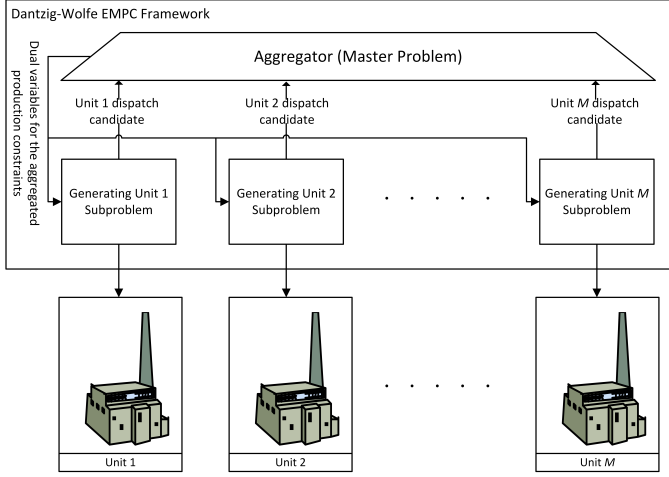 Dantzig-Wolfe EMPC Framework
Dual variables for the aggregated
production constraints
Aggregator (Master Problem)
Unit 1 dispatch
candidate
Unit 2 dispatch
candidate
Unit M dispatch
candidate
Generating Unit 1
Subproblem
Generating Unit 2
Subproblem
Generating Unit M
Subproblem
Unit 1
Unit 2
Unit M